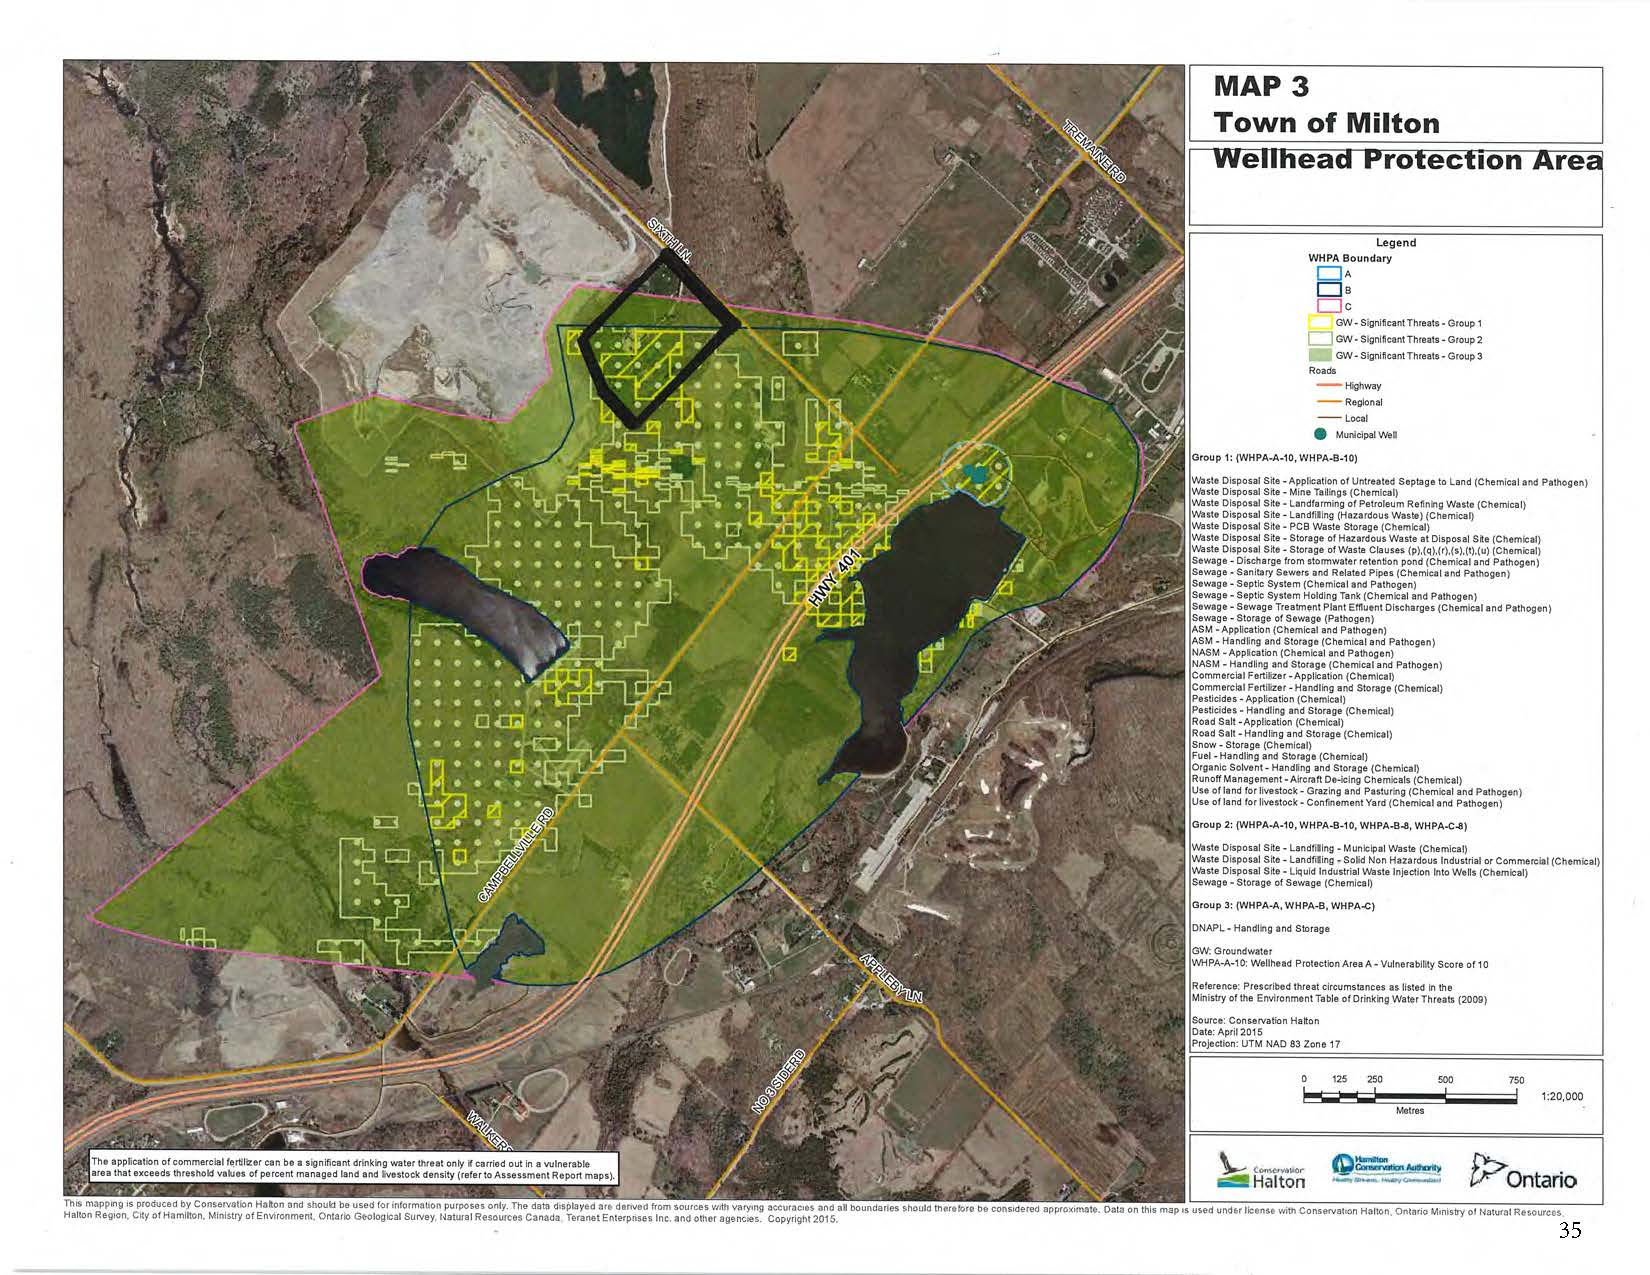 MAP 3
Town of Milton
Wellhead Protection Area
Legend
WHPA Boundary
A
B
C
GW - Significant Threats - Group 1
GW - Significant Threats - Group 2
GW - Significant Threats - Group 3
Roads
Highway
Regional
Local
Municipal Well
Group 1: (WHPA-A-10, WHPA-B-10)
Waste Disposal Site - Application of Untreated Septage to Land (Chemical and Pathogen)
Waste Disposal Site - Mine Tailings (Chemical)
Waste Disposal Site - Landfarming of Petroleum Refining Waste (Chemical)
Waste Disposal Site - Landfilling (Hazardous Waste) (Chemical)
Waste Disposal Site - PCB Waste Storage (Chemical)
Waste Disposal Site - Storage of Hazardous Waste at Disposal Site (Chemical)
Waste Disposal Site - Storage of Waste Clauses (p),(q),(r),(s),(t),(u) (Chemical)
Sewage - Discharge from stormwater retention pond (Chemical and Pathogen)
Sewage - Sanitary Sewers and Related Pipes (Chemical and Pathogen)
Sewage - Septic System (Chemical and Pathogen)
Sewage - Septic System Holding Tank (Chemical and Pathogen)
Sewage - Sewage Treatment Plant Effluent Discharges (Chemical and Pathogen)
Sewage - Storage of Sewage (Pathogen)
ASM - Application (Chemical and Pathogen)
ASM - Handling and Storage (Chemical and Pathogen)
NASM - Application (Chemical and Pathogen)
NASM - Handling and Storage (Chemical and Pathogen)
Commercial Fertilizer - Application (Chemical)
Commercial Fertilizer - Handling and Storage (Chemical)
Pesticides - Application (Chemical)
Pesticides - Handling and Storage (Chemical)
Road Salt - Application (Chemical)
Road Salt - Handling and Storage (Chemical)
Snow - Storage (Chemical)
Fuel - Handling and Storage (Chemical)
Organic Solvent - Handling and Storage (Chemical)
Runoff Management - Aircraft De-icing Chemicals (Chemical)
Use of land for livestock - Grazing and Pasturing (Chemical and Pathogen)
Use of land for livestock - Confinement Yard (Chemical and Pathogen)
Group 2: (WHPA-A-10, WHPA-B-10, WHPA-B-8, WHPA-C-8)
Waste Disposal Site - Landfilling - Municipal Waste (Chemical)
Waste Disposal Site - Landfilling - Solid Non Hazardous Industrial or Commercial (Chemical)
Waste Disposal Site - Liquid Industrial Waste Injection Into Wells (Chemical)
Sewage - Storage of Sewage (Chemical)
Group 3: (WHPA-A, WHPA-B, WHPA-C)
DNAPL - Handling and Storage
GW: Groundwater
WHPA-A-10: Wellhead Protection Area A - Vulnerability Score of 10
Reference: Prescribed threat circumstances as listed in the
Ministry of the Environment Table of Drinking Water Threats (2009)
Source: Conservation Halton
Date: April 2015
Projection: UTM NAD 83 Zone 17
0 125 250 500 750
Metres
1:20,000
Conservation
Halton
Hamilton
Conservation Authority
Healthy Streams. Healthy Communities!
Ontario
SIXTH LN.
TREMAINE RD
HWY. 401
CAMPBELLVILLE RD
APPLEBY LN.
NO 3 SIDERD
WALKERS
The application of commercial fertilizer can be a significant drinking water threat only if carried out in a vulnerable
area that exceeds threshold values of percent managed land and livestock density (refer to Assessment Report maps).
This mapping is produced by Conservation Halton and should be used for information purposes only. The data displayed are derived from sources with varying accuracies and all boundaries should therefore be considered approximate. Data on this map is used under license with Conservation Halton, Ontario Ministry of Natural Resources,
Halton Region, City of Hamilton, Ministry of Environment, Ontario Geological Survey, Natural Resources Canada, Teranet Enterprises Inc. and other agencies. Copyright 2015.
35